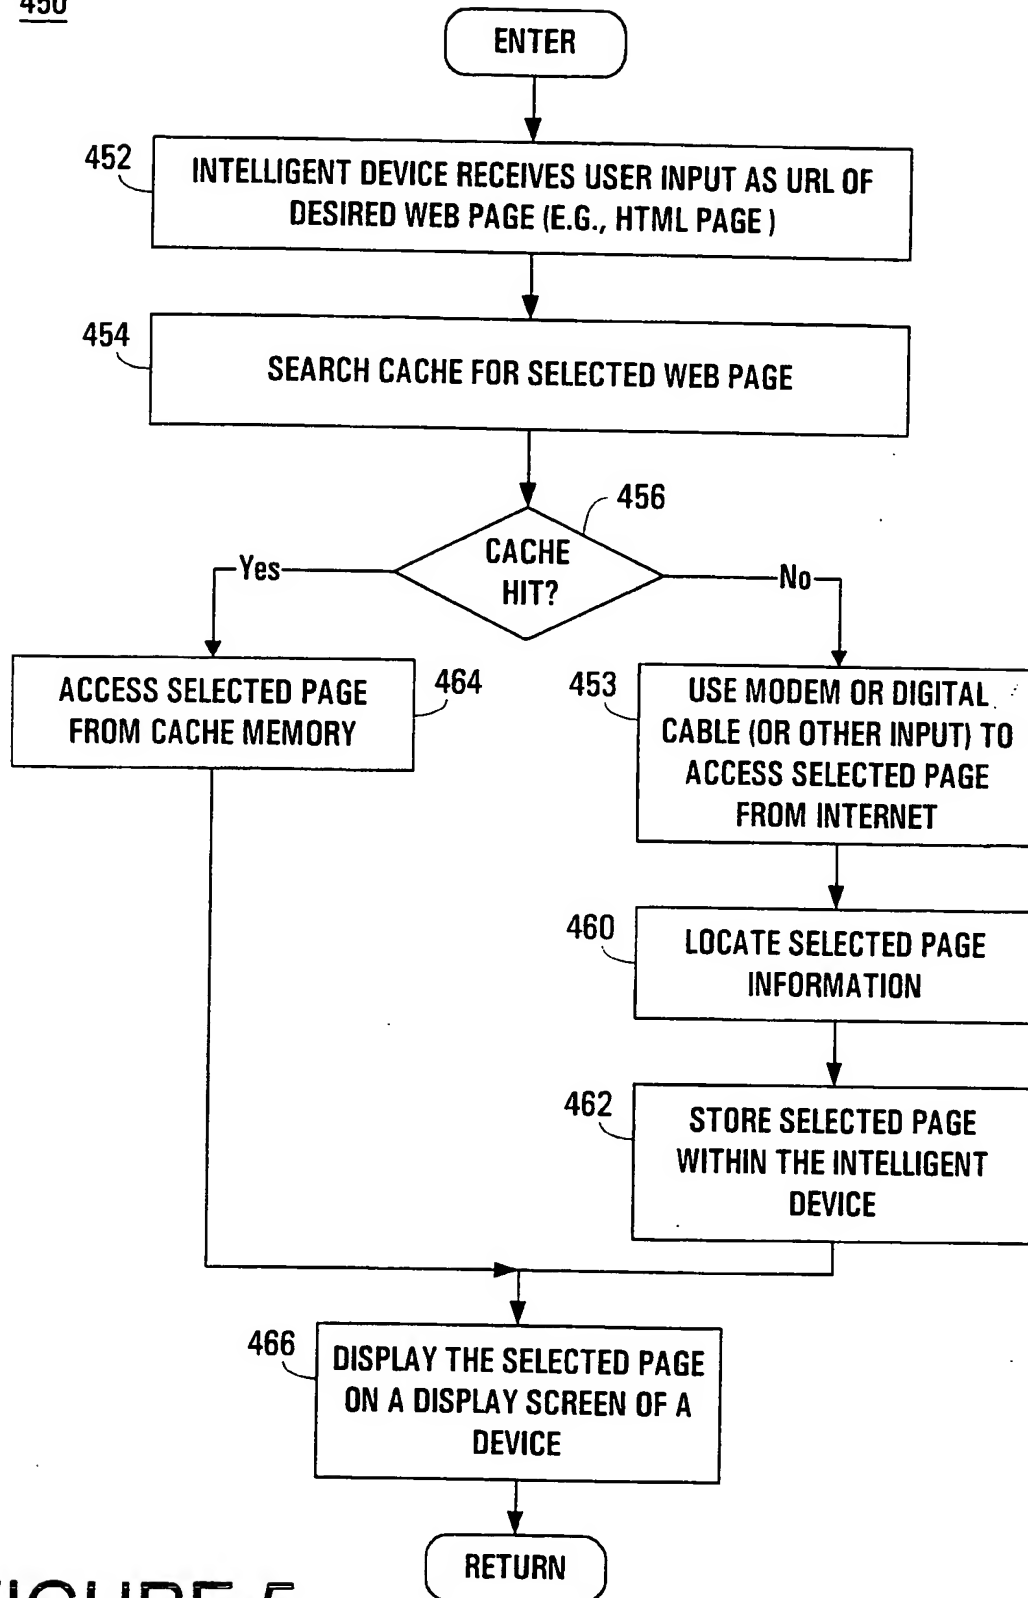 450
ENTER
452
INTELLIGENT DEVICE RECEIVES USER INPUT AS URL OF
DESIRED WEB PAGE (E.G., HTML PAGE )
454
SEARCH CACHE FOR SELECTED WEB PAGE
456
CACHE
HIT?
Yes
No
ACCESS SELECTED PAGE
FROM CACHE MEMORY
464
453
USE MODEM OR DIGITAL
CABLE (OR OTHER INPUT) TO
ACCESS SELECTED PAGE
FROM INTERNET
460
LOCATE SELECTED PAGE
INFORMATION
462
STORE SELECTED PAGE
WITHIN THE INTELLIGENT
DEVICE
466
DISPLAY THE SELECTED PAGE
ON A DISPLAY SCREEN OF A
DEVICE
RETURN
FIGURE 5